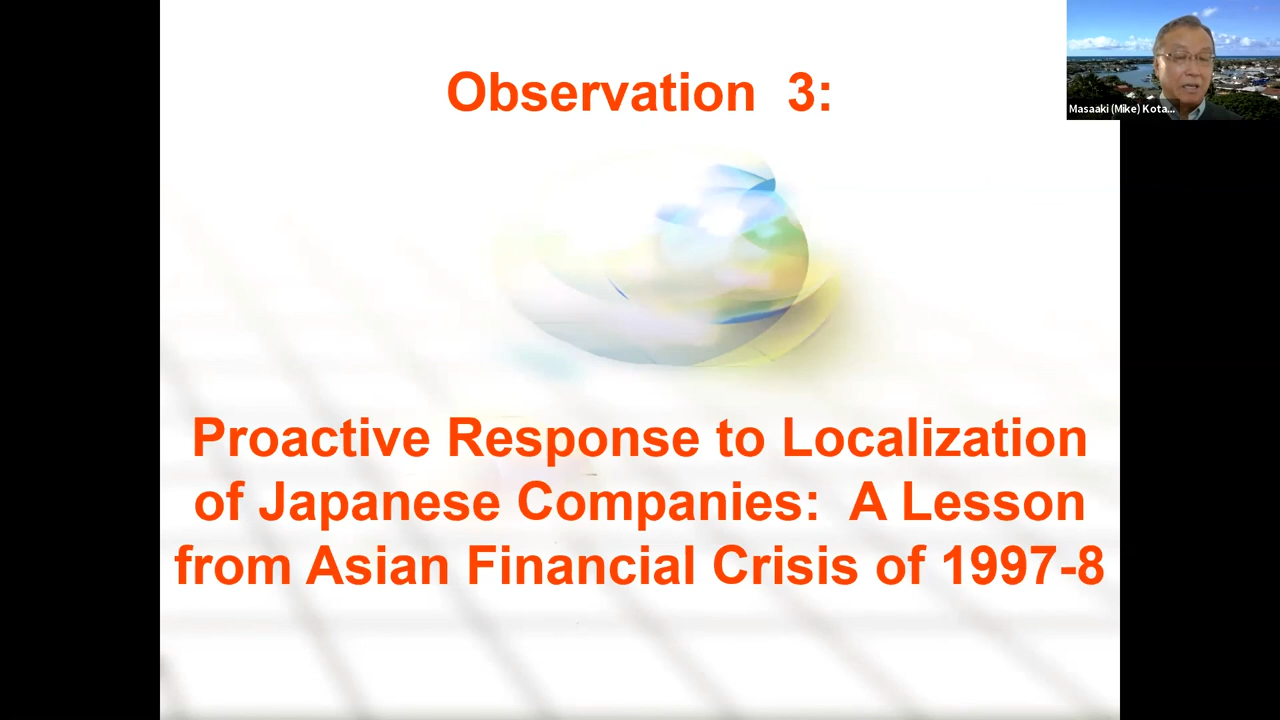 Observation 3:
Masaaki (Mike) Kota...
Proactive Response to Localization
of Japanese Companies: A Lesson
from Asian Financial Crisis of 1997-8